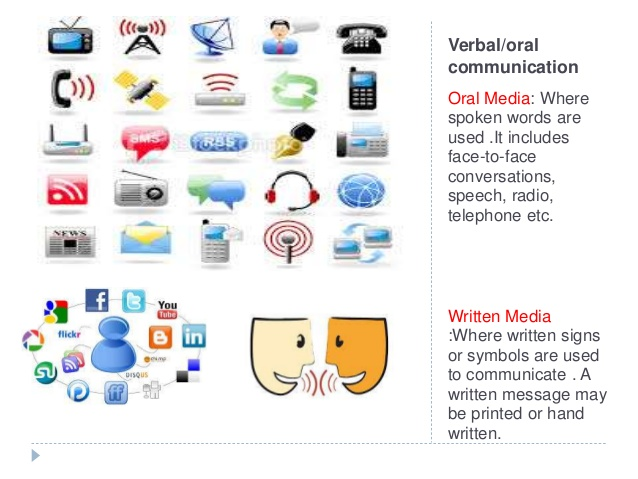 SMS
RSS
NEWS
You
Tube
flickr
DISQUS
Verbal/oral
communication
Oral Media: Where
spoken words are
used .It includes
face-to-face
conversations,
speech, radio,
telephone etc.
Written Media
:Where written signs
or symbols are used
to communicate . A
written message may
be printed or hand
written.